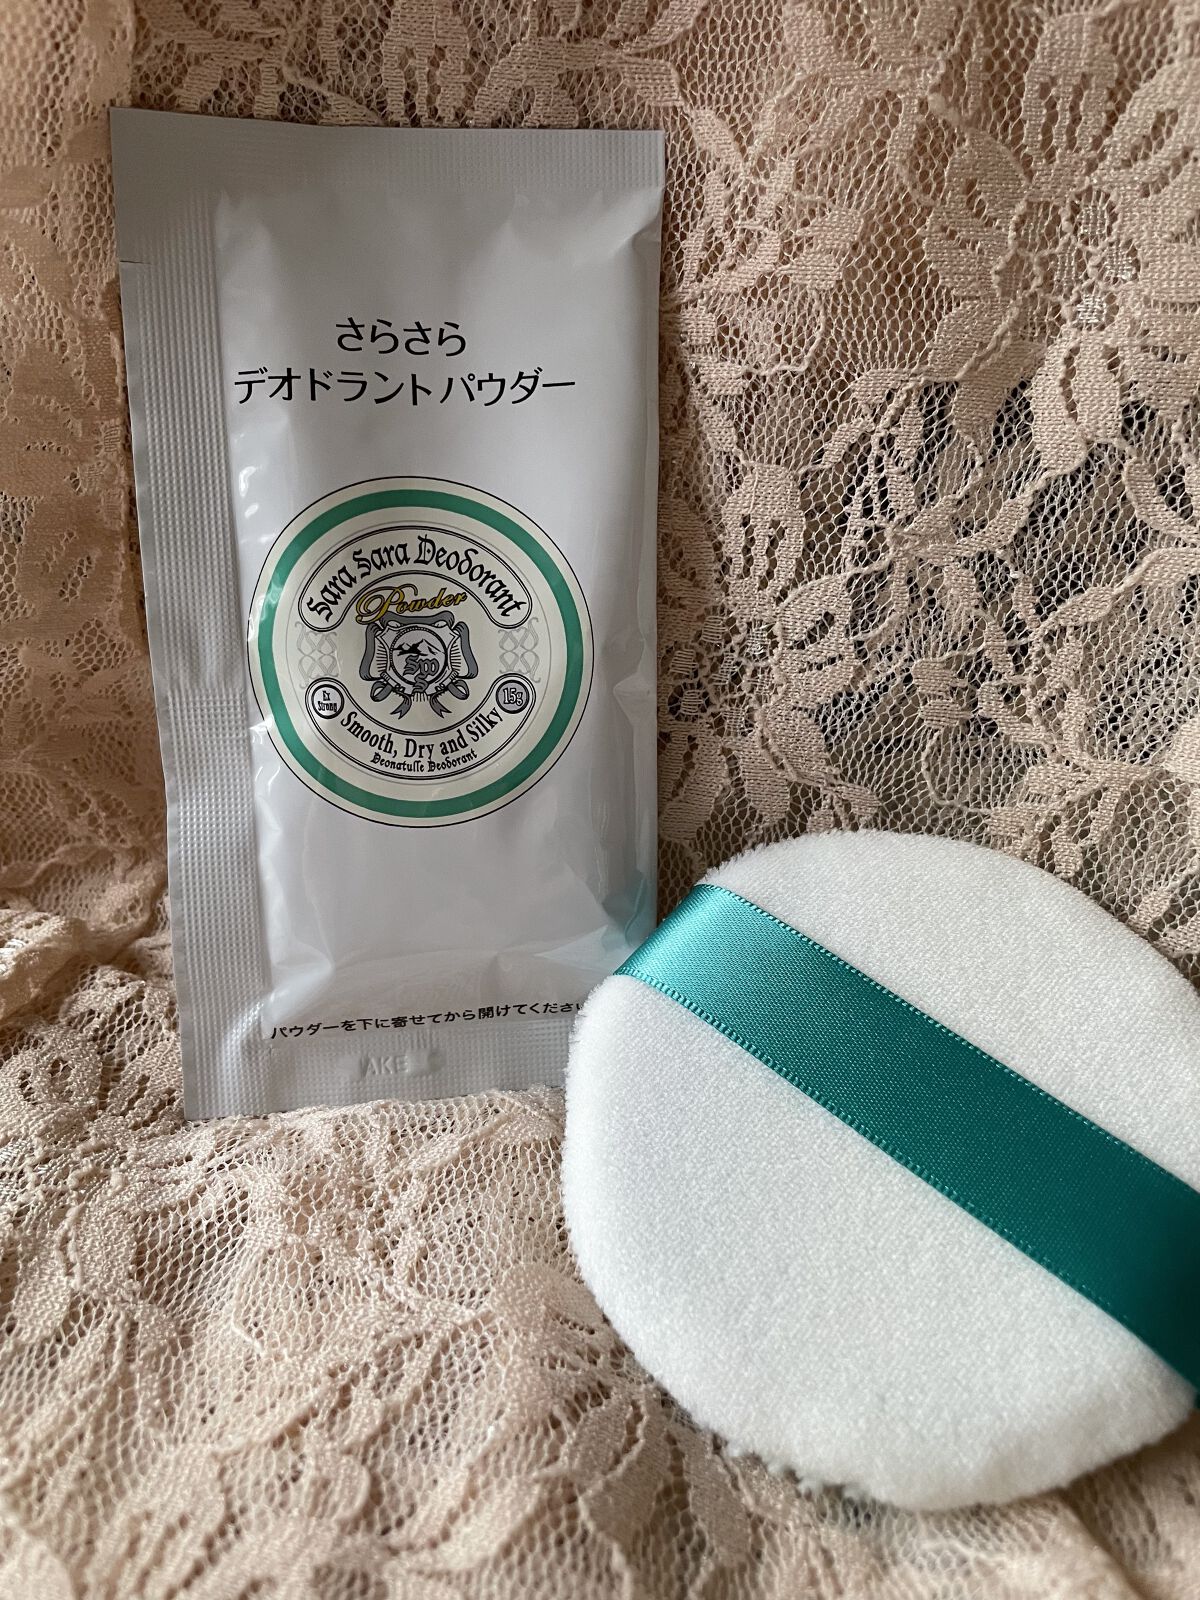 さらさら
デオドラントパウダー
Sara Sara Deodorant
Powder
Ex
Strong
15g
Smooth, Dry and Silky
Deonatulle Deodorant
パウダーを下に寄せてから開けてください